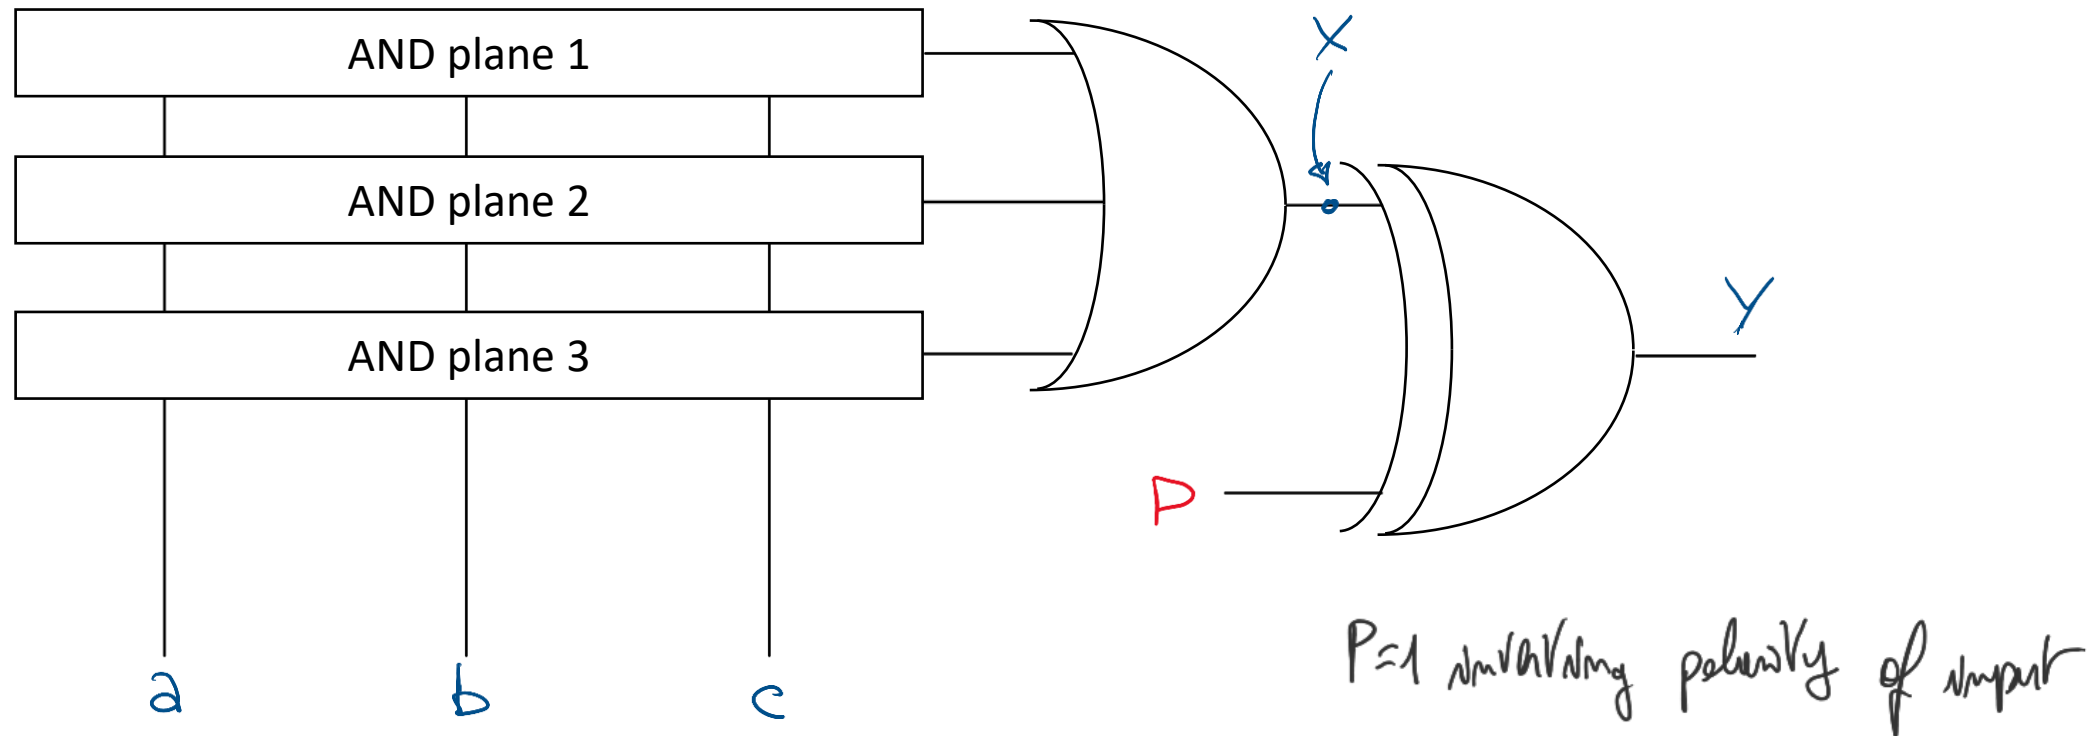 AND plane 1
X
AND plane 2
Y
AND plane 3
P
a b c
P=1 inverting polarity of input